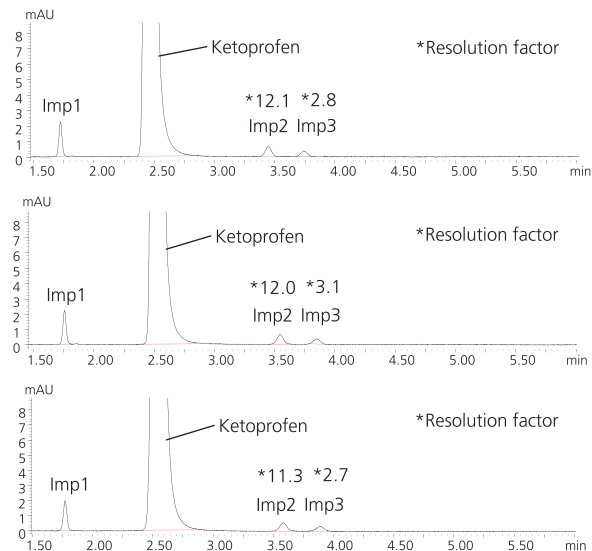 mAU
8
7
6
5
4
3
2
1
0
Ketoprofen
*Resolution factor
Imp1
*12.1 *2.8
Imp2 Imp3
1.50 2.00 2.50 3.00 3.50 4.00 4.50 5.00 5.50 min
mAU
8
7
6
5
4
3
2
1
0
Ketoprofen
*Resolution factor
Imp1
*12.0 *3.1
Imp2 Imp3
1.50 2.00 2.50 3.00 3.50 4.00 4.50 5.00 5.50 min
mAU
8
7
6
5
4
3
2
1
0
Ketoprofen
*Resolution factor
Imp1
*11.3 *2.7
Imp2 Imp3
1.50 2.00 2.50 3.00 3.50 4.00 4.50 5.00 5.50 min